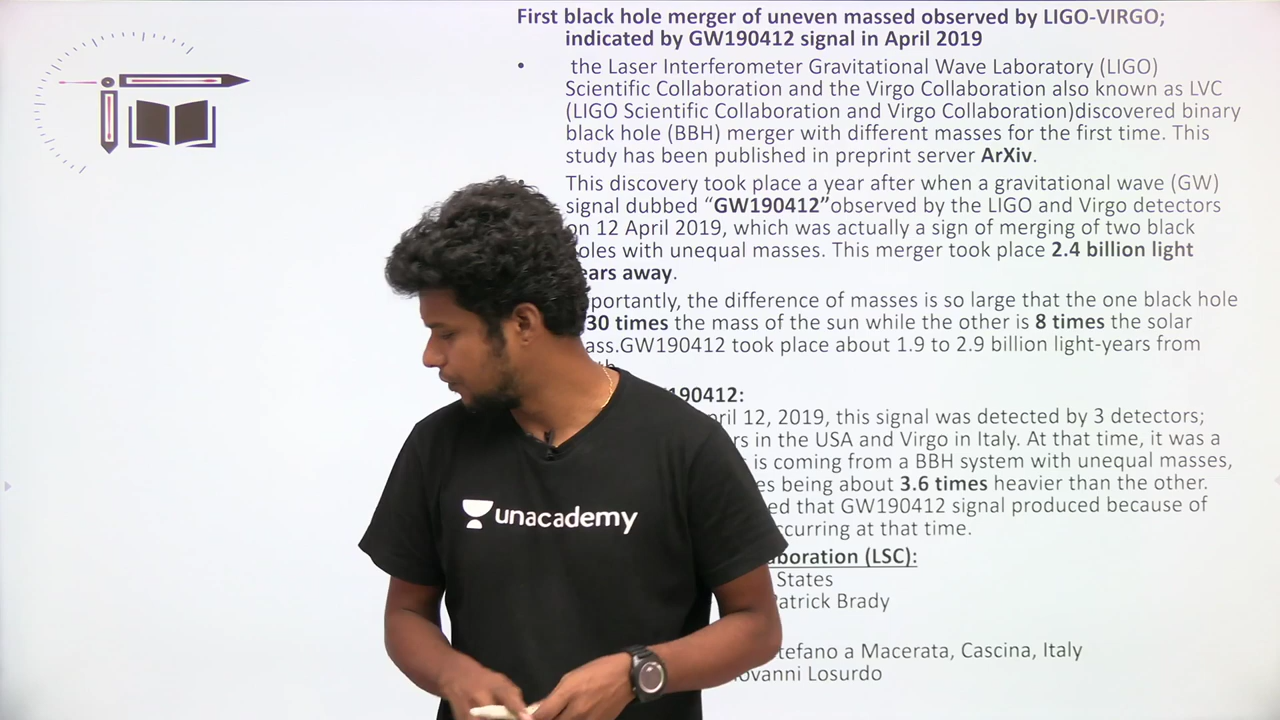 First black hole merger of uneven massed observed by LIGO-VIRGO;
indicated by GW190412 signal in April 2019
• the Laser Interferometer Gravitational Wave Laboratory (LIGO)
Scientific Collaboration and the Virgo Collaboration also known as LVC
(LIGO Scientific Collaboration and Virgo Collaboration)discovered binary
black hole (BBH) merger with different masses for the first time. This
study has been published in preprint server ArXiv.
This discovery took place a year after when a gravitational wave (GW)
signal dubbed “GW190412”observed by the LIGO and Virgo detectors
on 12 April 2019, which was actually a sign of merging of two black
oles with unequal masses. This merger took place 2.4 billion light
ears away.
portantly, the difference of masses is so large that the one black hole
30 times the mass of the sun while the other is 8 times the solar
ass.GW190412 took place about 1.9 to 2.9 billion light-years from
190412:
pril 12, 2019, this signal was detected by 3 detectors;
rs in the USA and Virgo in Italy. At that time, it was a
is coming from a BBH system with unequal masses,
es being about 3.6 times heavier than the other.
ed that GW190412 signal produced because of
ccurring at that time.
aboration (LSC):
States
Patrick Brady
tefano a Macerata, Cascina, Italy
iovanni Losurdo
unacademy